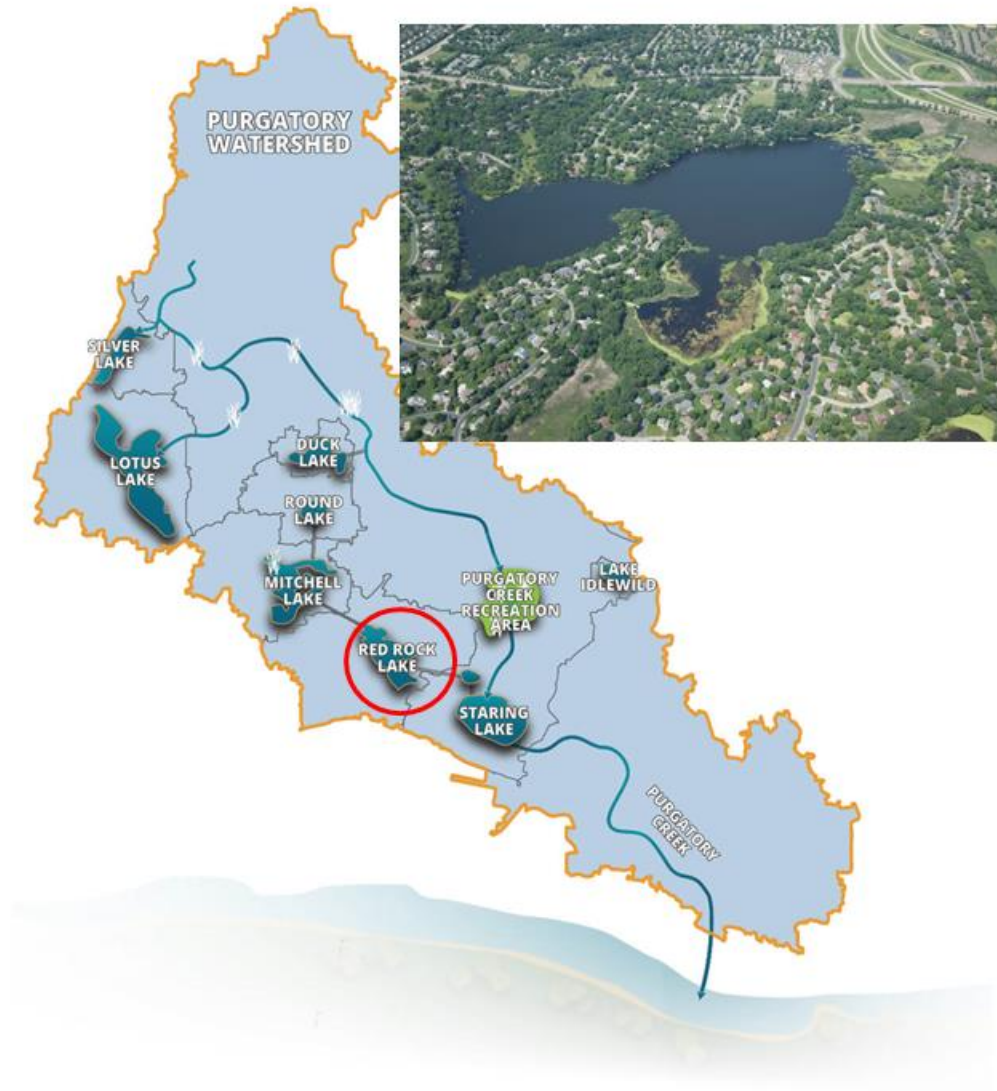 PURGATORY
WATERSHED
SILVER
LAKE
LOTUS
LAKE
DUCK
LAKE
ROUND
LAKE
MITCHELL
LAKE
RED ROCK
LAKE
PURGATORY
CREEK
RECREATION
AREA
LAKE
IDLEWILD
STARING
LAKE
PURGATORY
CREEK